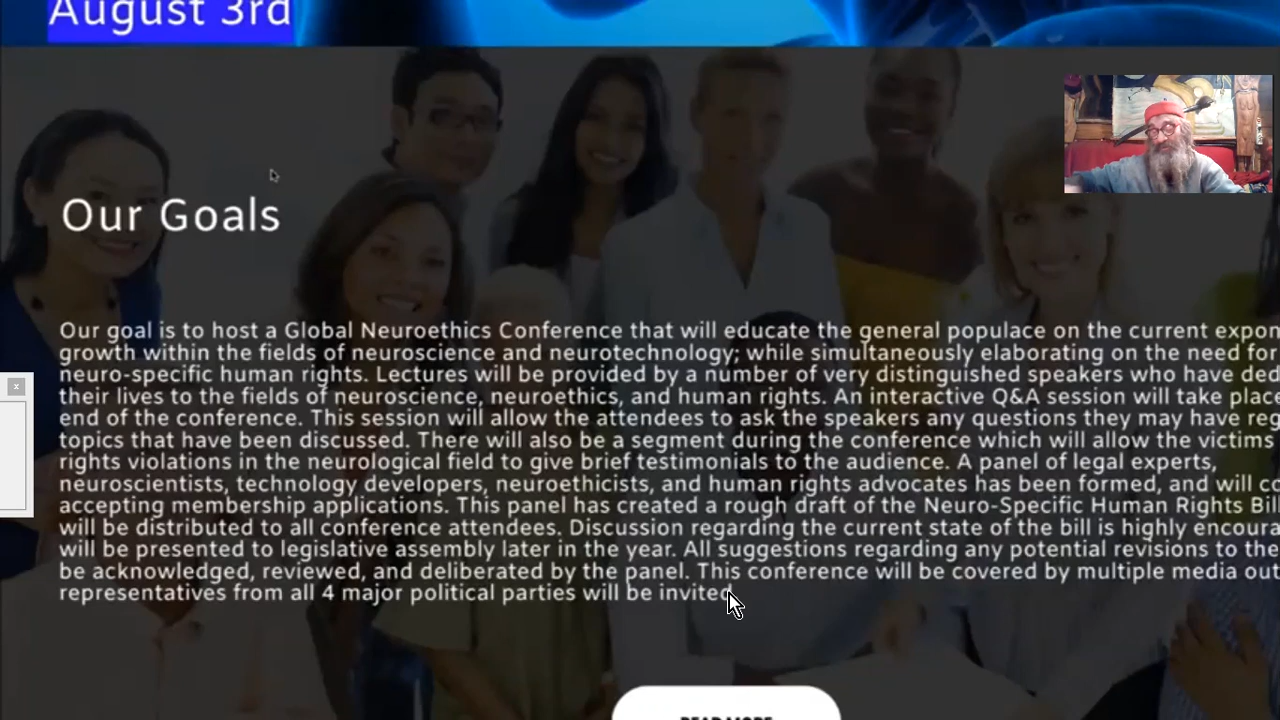 August 3rd
Our Goals
Our goal is to host a Global Neuroethics Conference that will educate the general populace on the current expon
growth within the fields of neuroscience and neurotechnology; while simultaneously elaborating on the need for
neuro-specific human rights. Lectures will be provided by a number of very distinguished speakers who have ded
their lives to the fields of neuroscience, neuroethics, and human rights. An interactive Q&A session will take place
end of the conference. This session will allow the attendees to ask the speakers any questions they may have reg
topics that have been discussed. There will also be a segment during the conference which will allow the victims
rights violations in the neurological field to give brief testimonials to the audience. A panel of legal experts,
neuroscientists, technology developers, neuroethicists, and human rights advocates has been formed, and will co
accepting membership applications. This panel has created a rough draft of the Neuro-Specific Human Rights Bill
will be distributed to all conference attendees. Discussion regarding the current state of the bill is highly encoura
will be presented to legislative assembly later in the year. All suggestions regarding any potential revisions to the
be acknowledged, reviewed, and deliberated by the panel. This conference will be covered by multiple media out
representatives from all 4 major political parties will be invited
READ MORE